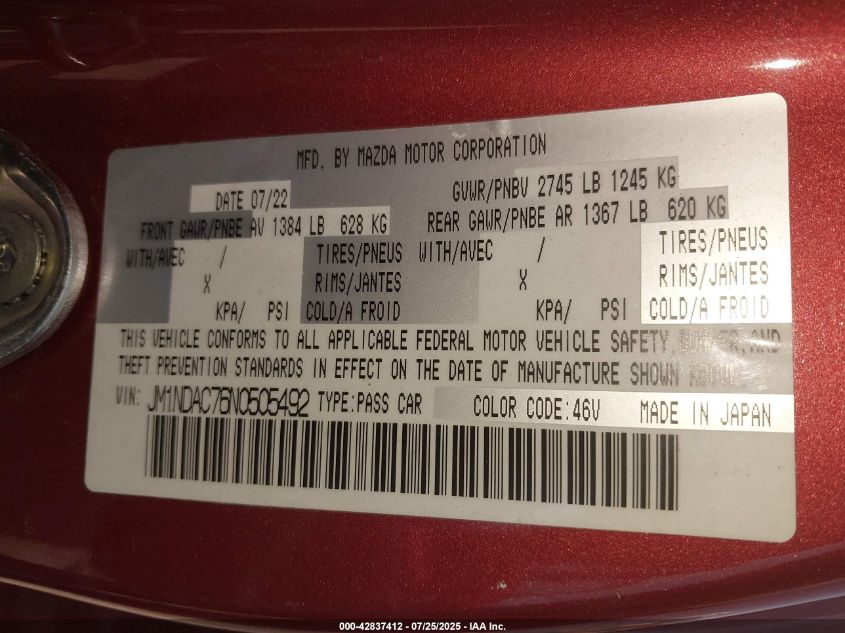 MFD. BY MAZDA MOTOR CORPORATION
DATE 07/22 GVWR/PNBV 2745 LB 1245 KG
FRONT GAWR/PNBE AV 1384 LB 628 KG REAR GAWR/PNBE AR 1367 LB 620 KG
WITH/AVEC / TIRES/PNEUS WITH/AVEC / TIRES/PNEUS
X RIMS/JANTES X RIMS/JANTES
KPA/ PSI COLD/A FROID KPA/ PSI COLD/A FROID
THIS VEHICLE CONFORMS TO ALL APPLICABLE FEDERAL MOTOR VEHICLE SAFETY, BUMPER, AND
THEFT PREVENTION STANDARDS IN EFFECT ON THE DATE OF MANUFACTURE SHOWN ABOVE.
VIN: JM1NDAC76N0505492 TYPE:PASS CAR COLOR CODE:46V MADE IN JAPAN
000-42837412 - 07/25/2025 - IAA Inc.